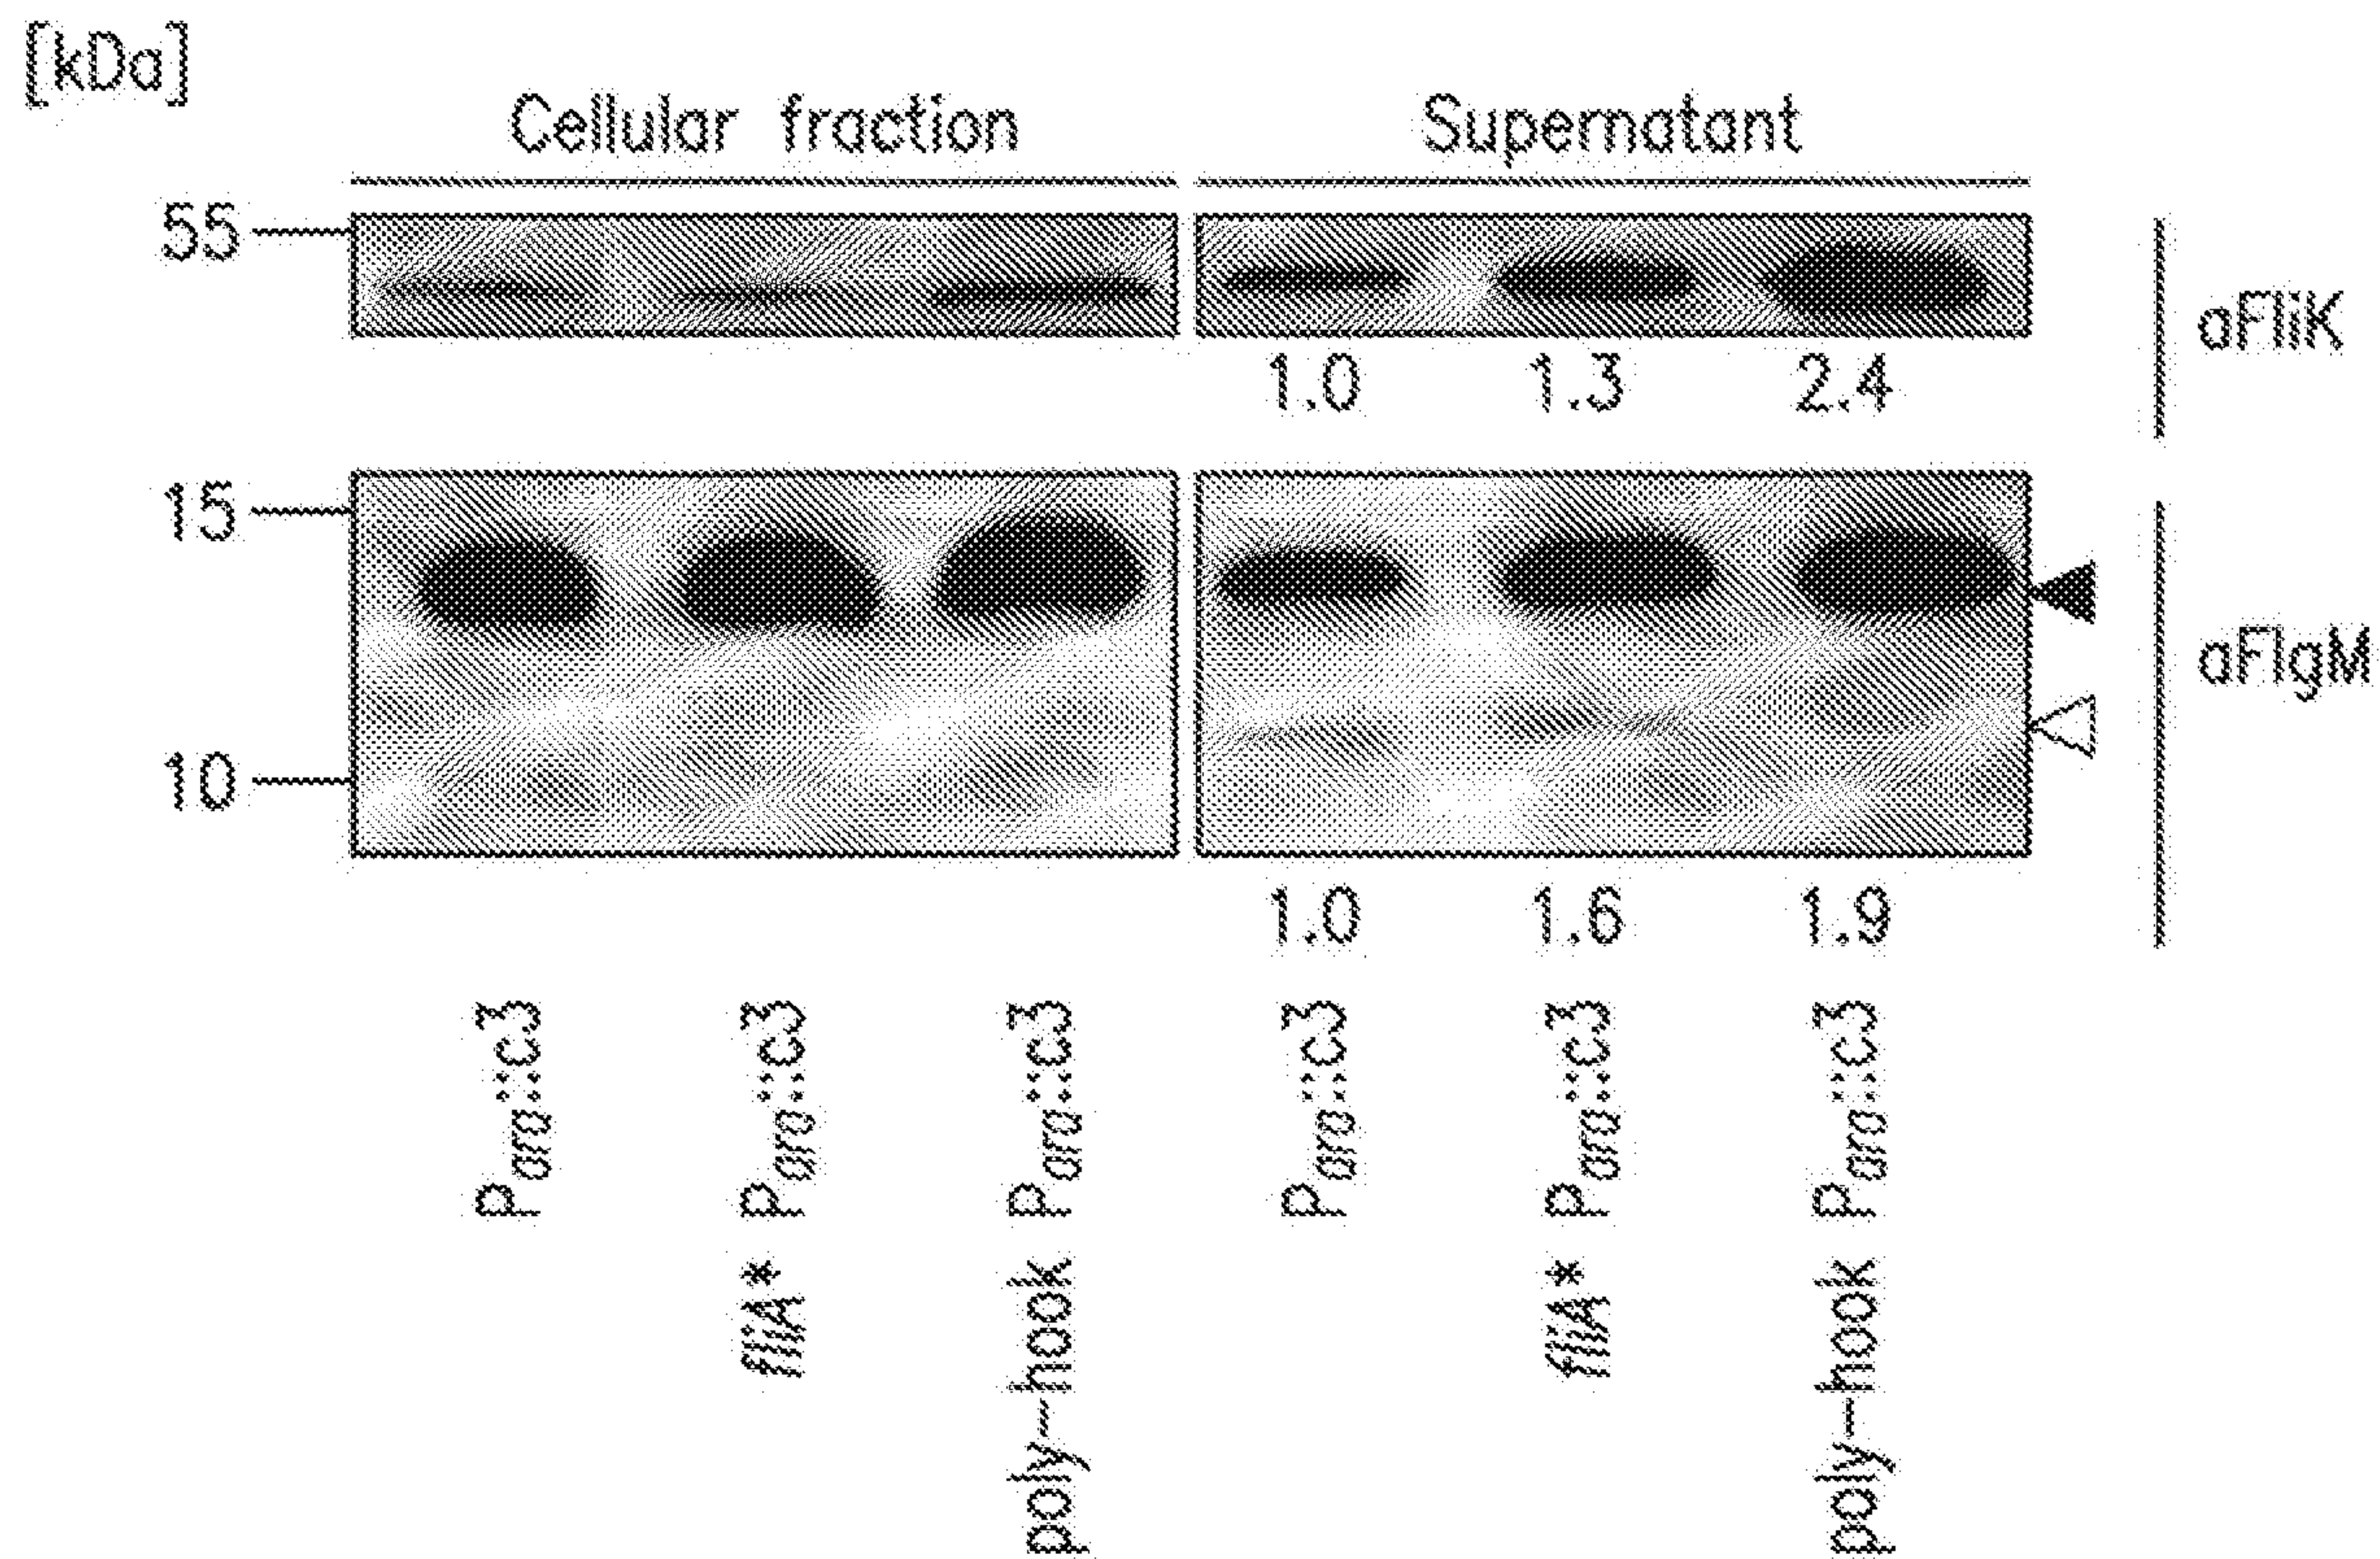 [kDa]
Cellular fraction
Supernatant
55
aFliK
1.0 1.3 2.4
15
aFlgM
10
1.0 1.6 1.9
Para::c3
fliA* Para::c3
poly-hook Para::c3
Para::c3
fliA* Para::c3
poly-hook Para::c3